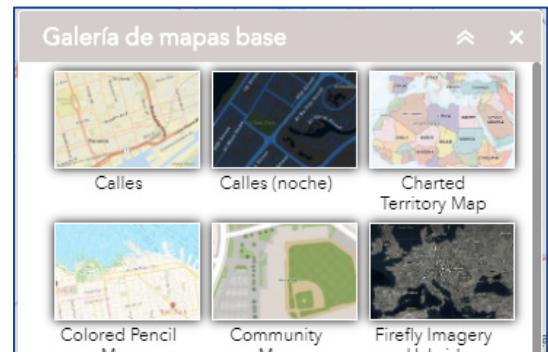 Galería de mapas base
Calles
Calles (noche)
Charted
Territory Map
Colored Pencil
Community
Firefly Imagery